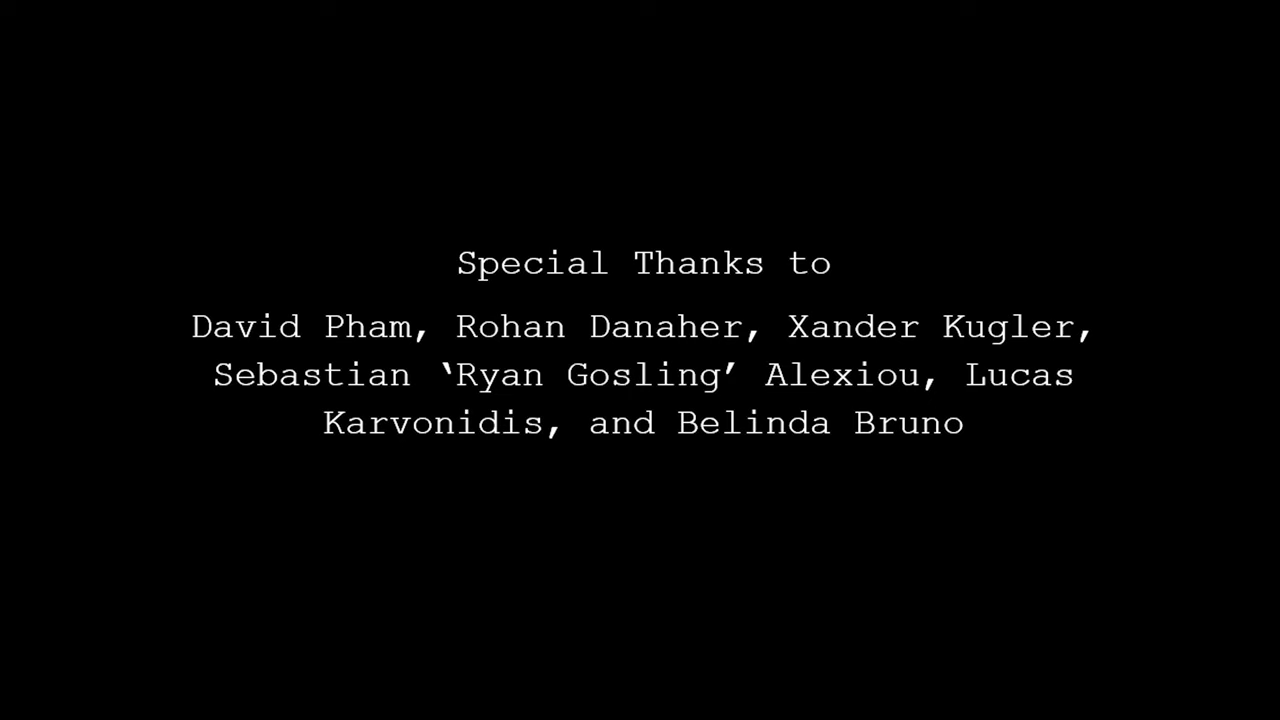 Special Thanks to
David Pham, Rohan Danaher, Xander Kugler,
Sebastian ‘Ryan Gosling’ Alexiou, Lucas
Karvonidis, and Belinda Bruno